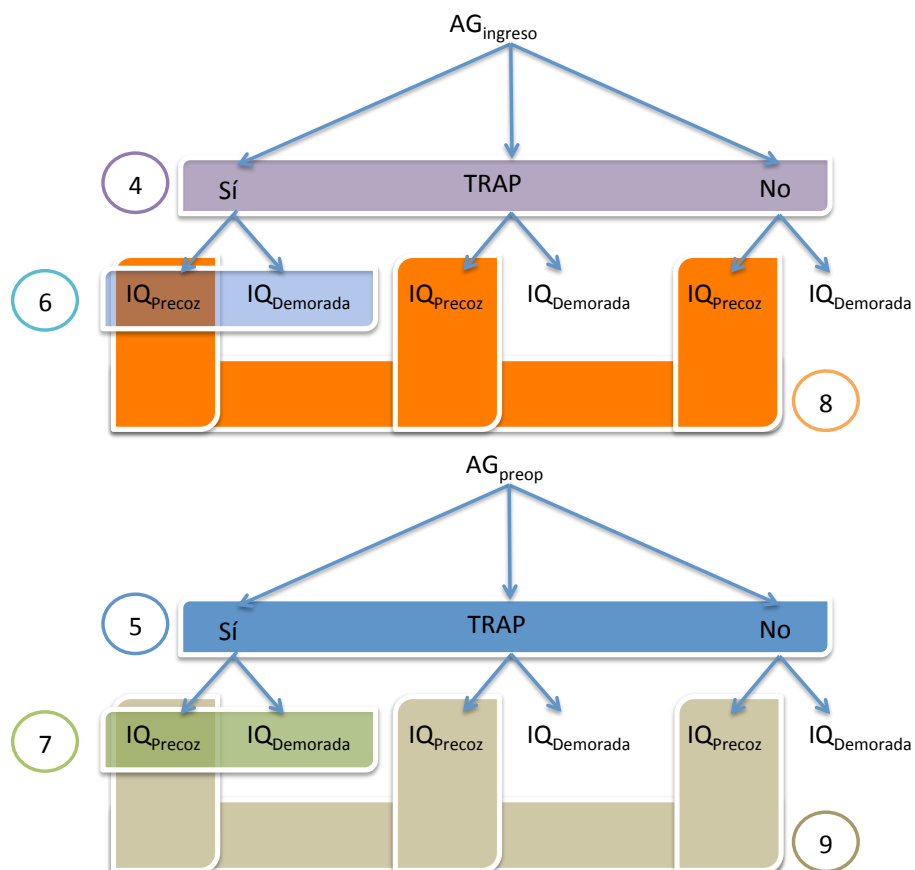 AGingreso
4 Sí TRAP No
6 IQPrecoz IQDemorada IQPrecoz IQDemorada IQPrecoz IQDemorada
8
AGpreop
5 Sí TRAP No
7 IQPrecoz IQDemorada IQPrecoz IQDemorada IQPrecoz IQDemorada
9